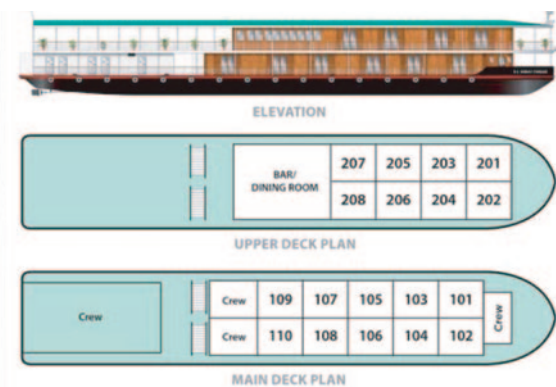 ELEVATION
207 205 203 201
BAR/
DINING ROOM
208 206 204 202
UPPER DECK PLAN
Crew 109 107 105 103 101
Crew
Crew
Crew 110 108 106 104 102
MAIN DECK PLAN